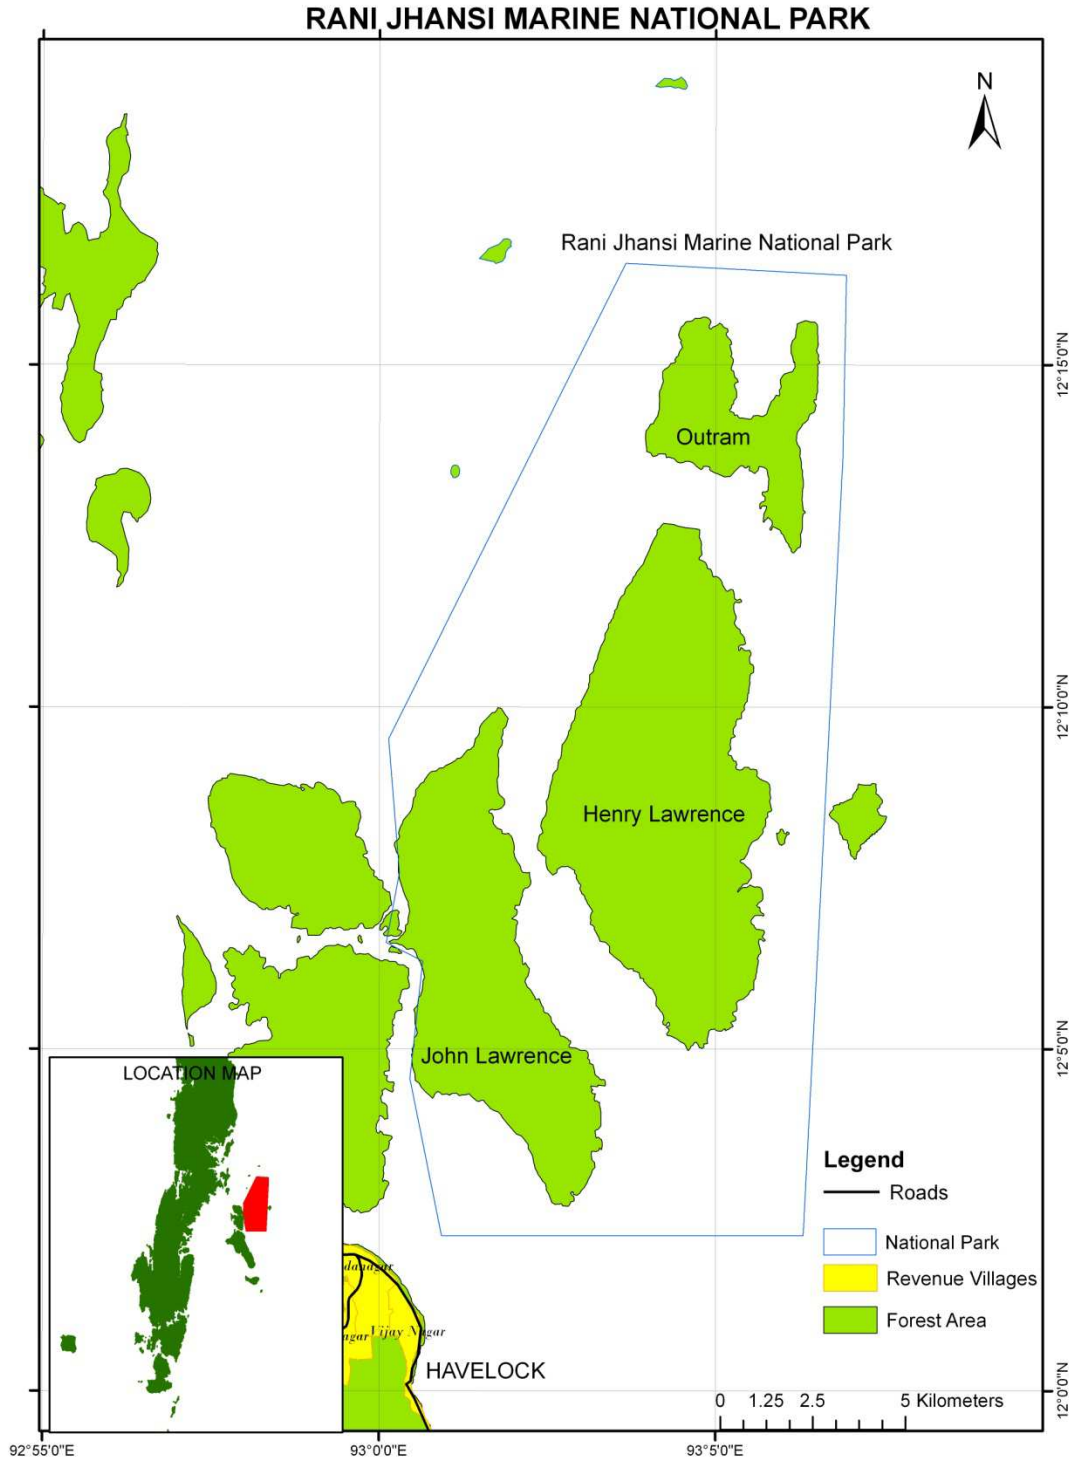 RANI JHANSI MARINE NATIONAL PARK
N
Rani Jhansi Marine National Park
12°15'0"N
Outram
12°10'0"N
Henry Lawrence
12°5'0"N
John Lawrence
LOCATION MAP
Legend
Roads
National Park
Revenue Villages
Forest Area
danagar
agar Vijay Nagar
HAVELOCK
0 1.25 2.5 5 Kilometers
12°0'0"N
92°55'0"E 93°0'0"E 93°5'0"E